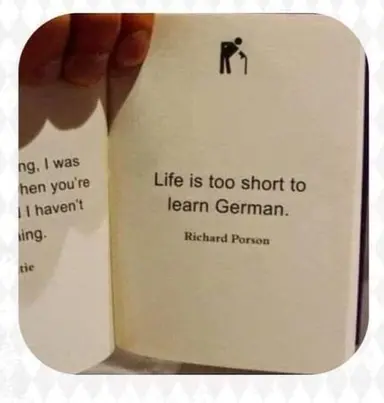 ng, I was
hen you're
I haven't
ing.
tie
Life is too short to
learn German.
Richard Porson